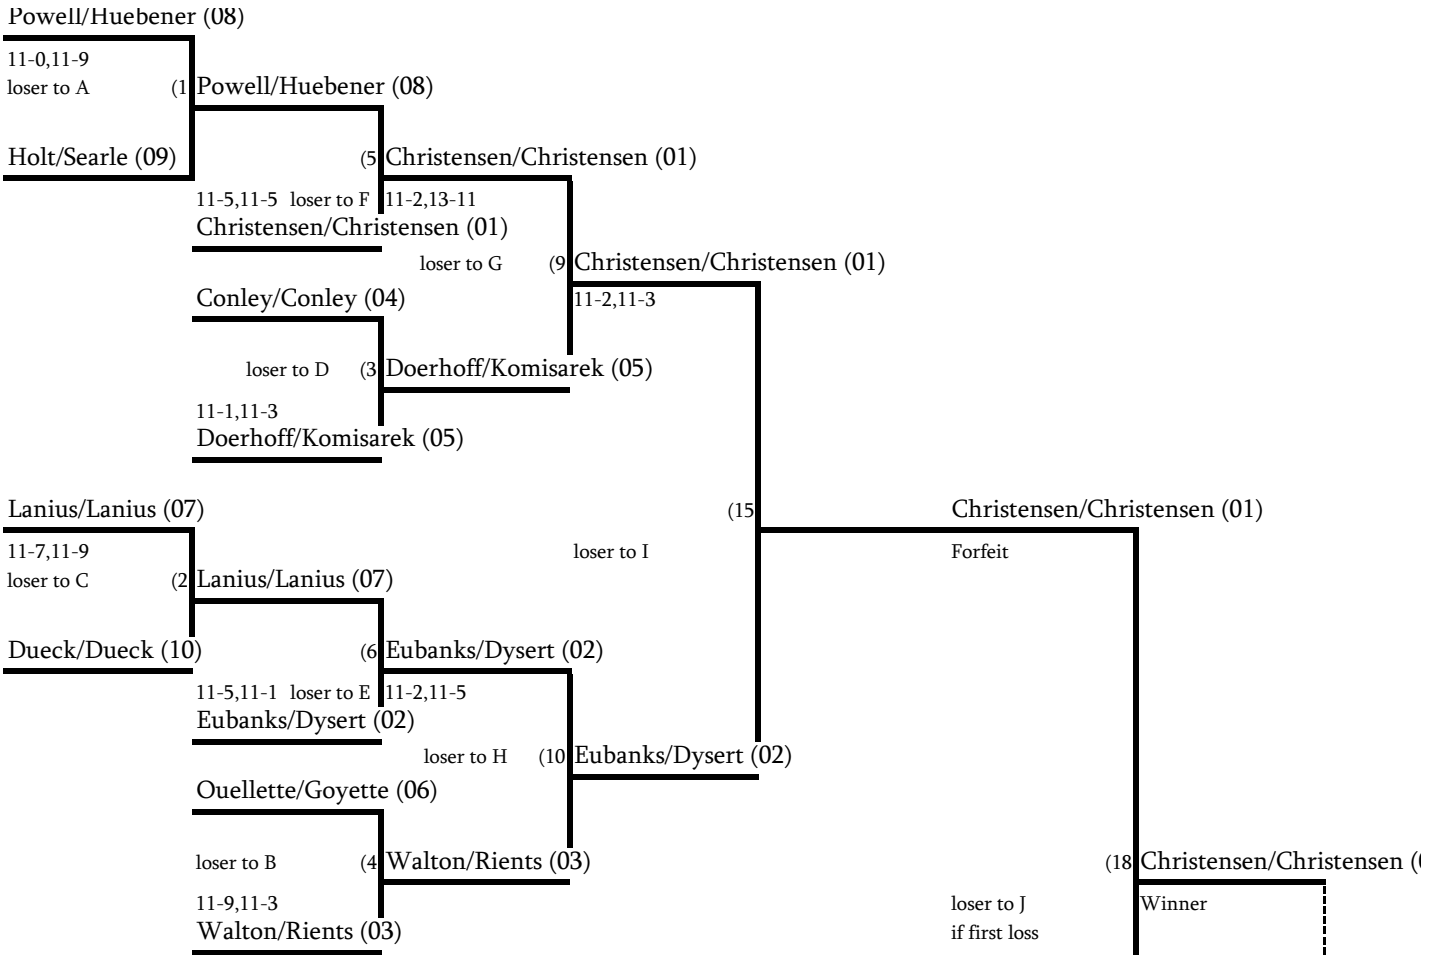 Powell/Huebener (08)
11-0,11-9
loser to A
(1
Powell/Huebener (08)
Holt/Searle (09)
(5
Christensen/Christensen (01)
11-5,11-5 loser to F
11-2,13-11
Christensen/Christensen (01)
loser to G
(9
Christensen/Christensen (01)
11-2,11-3
Conley/Conley (04)
loser to D
(3
Doerhoff/Komisarek (05)
11-1,11-3
Doerhoff/Komisarek (05)
Lanius/Lanius (07)
(15
Christensen/Christensen (01)
11-7,11-9
loser to I
Forfeit
loser to C
(2
Lanius/Lanius (07)
Dueck/Dueck (10)
(6
Eubanks/Dysert (02)
11-5,11-1 loser to E
11-2,11-5
Eubanks/Dysert (02)
loser to H
(10
Eubanks/Dysert (02)
Ouellette/Goyette (06)
loser to B
(4
Walton/Rients (03)
(18
Christensen/Christensen (
11-9,11-3
loser to J
Winner
Walton/Rients (03)
if first loss